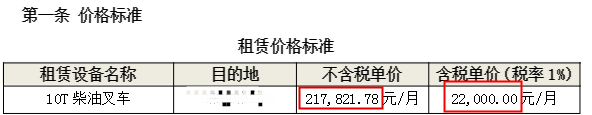 第一条 价格标准
租赁价格标准
租赁设备名称 目的地 不含税单价 含税单价(税率1%)
10T 柴油叉车 217,821.78元/月 22,000.00元/月